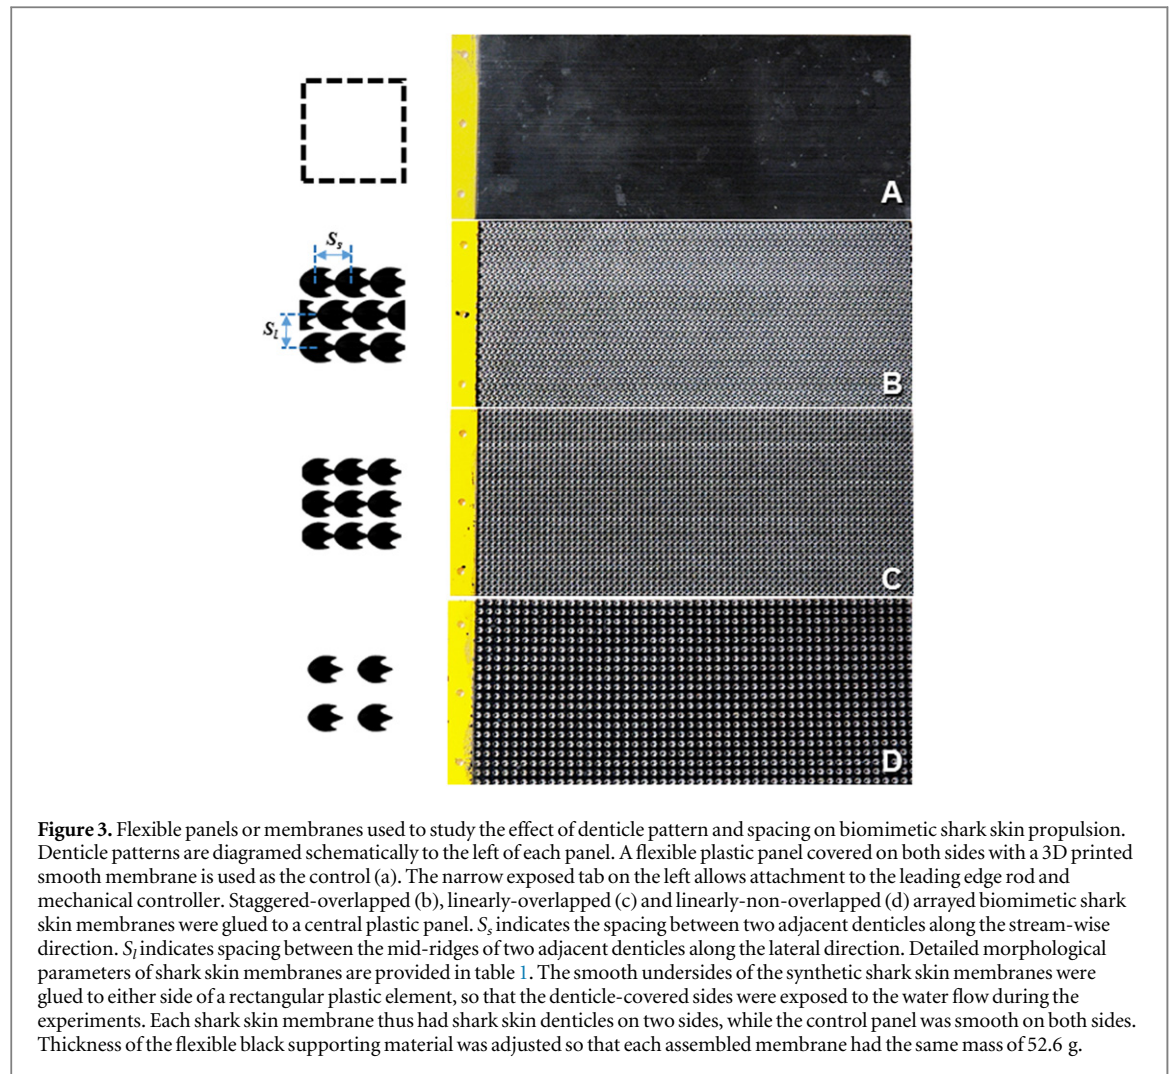 A
Ss
Sl
B
C
D
Figure 3. Flexible panels or membranes used to study the effect of denticle pattern and spacing on biomimetic shark skin propulsion.
Denticle patterns are diagramed schematically to the left of each panel. A flexible plastic panel covered on both sides with a 3D printed
smooth membrane is used as the control (a). The narrow exposed tab on the left allows attachment to the leading edge rod and
mechanical controller. Staggered-overlapped (b), linearly-overlapped (c) and linearly-non-overlapped (d) arrayed biomimetic shark
skin membranes were glued to a central plastic panel. Ss indicates the spacing between two adjacent denticles along the stream-wise
direction. Sl indicates spacing between the mid-ridges of two adjacent denticles along the lateral direction. Detailed morphological
parameters of shark skin membranes are provided in table 1. The smooth undersides of the synthetic shark skin membranes were
glued to either side of a rectangular plastic element, so that the denticle-covered sides were exposed to the water flow during the
experiments. Each shark skin membrane thus had shark skin denticles on two sides, while the control panel was smooth on both sides.
Thickness of the flexible black supporting material was adjusted so that each assembled membrane had the same mass of 52.6 g.